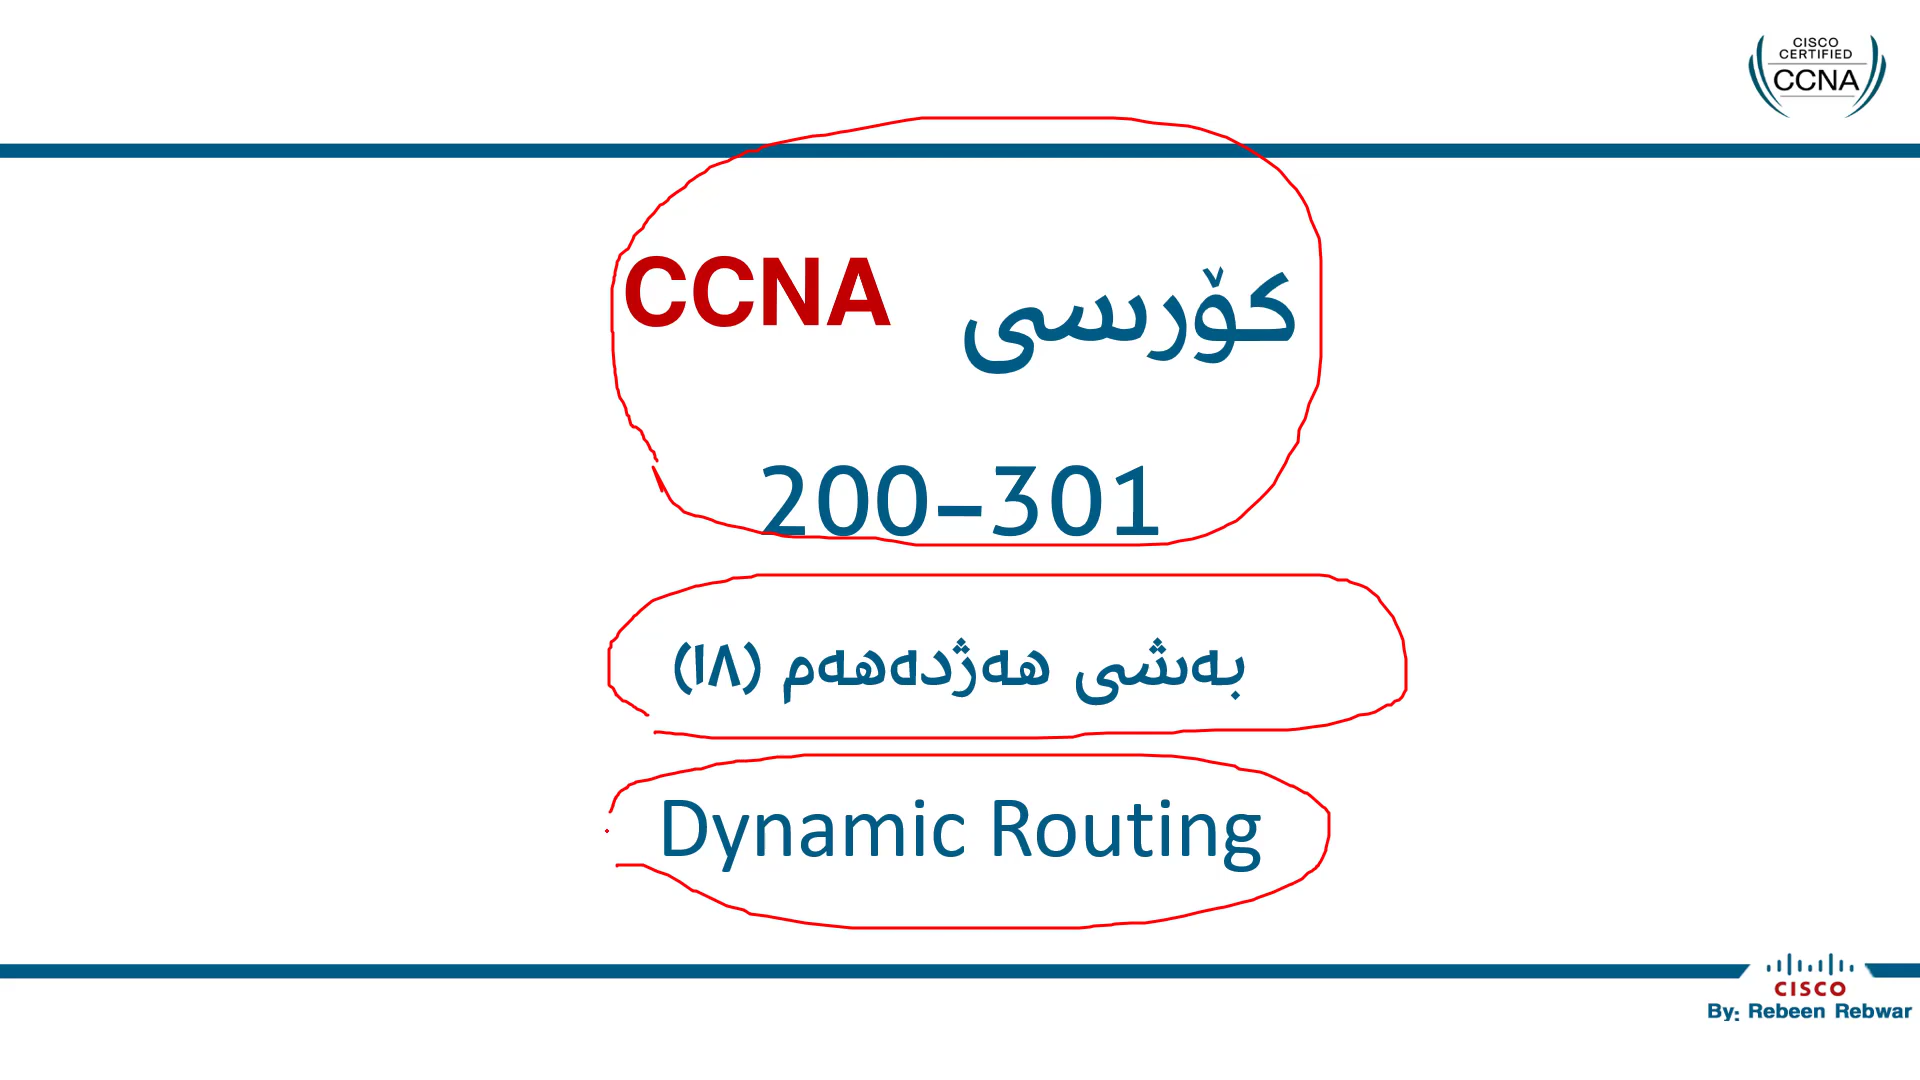 CISCO
CERTIFIED
CCNA
کۆرسی CCNA
200-301
بەشی هەژدەهەم (١٨)
Dynamic Routing
CISCO
By: Rebeen Rebwar